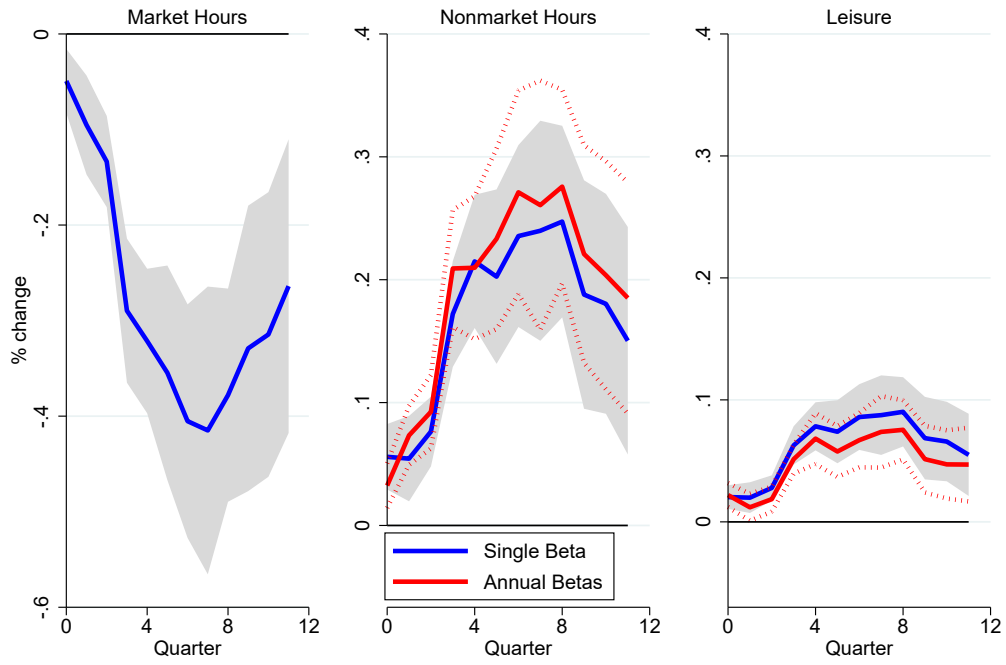 Market Hours
Nonmarket Hours
Leisure
% change
0
-.2
-.4
-.6
0 4 8 12
Quarter
.4
.3
.2
.1
0
0 4 8 12
Quarter
.4
.3
.2
.1
0
0 4 8 12
Quarter
Single Beta
Annual Betas